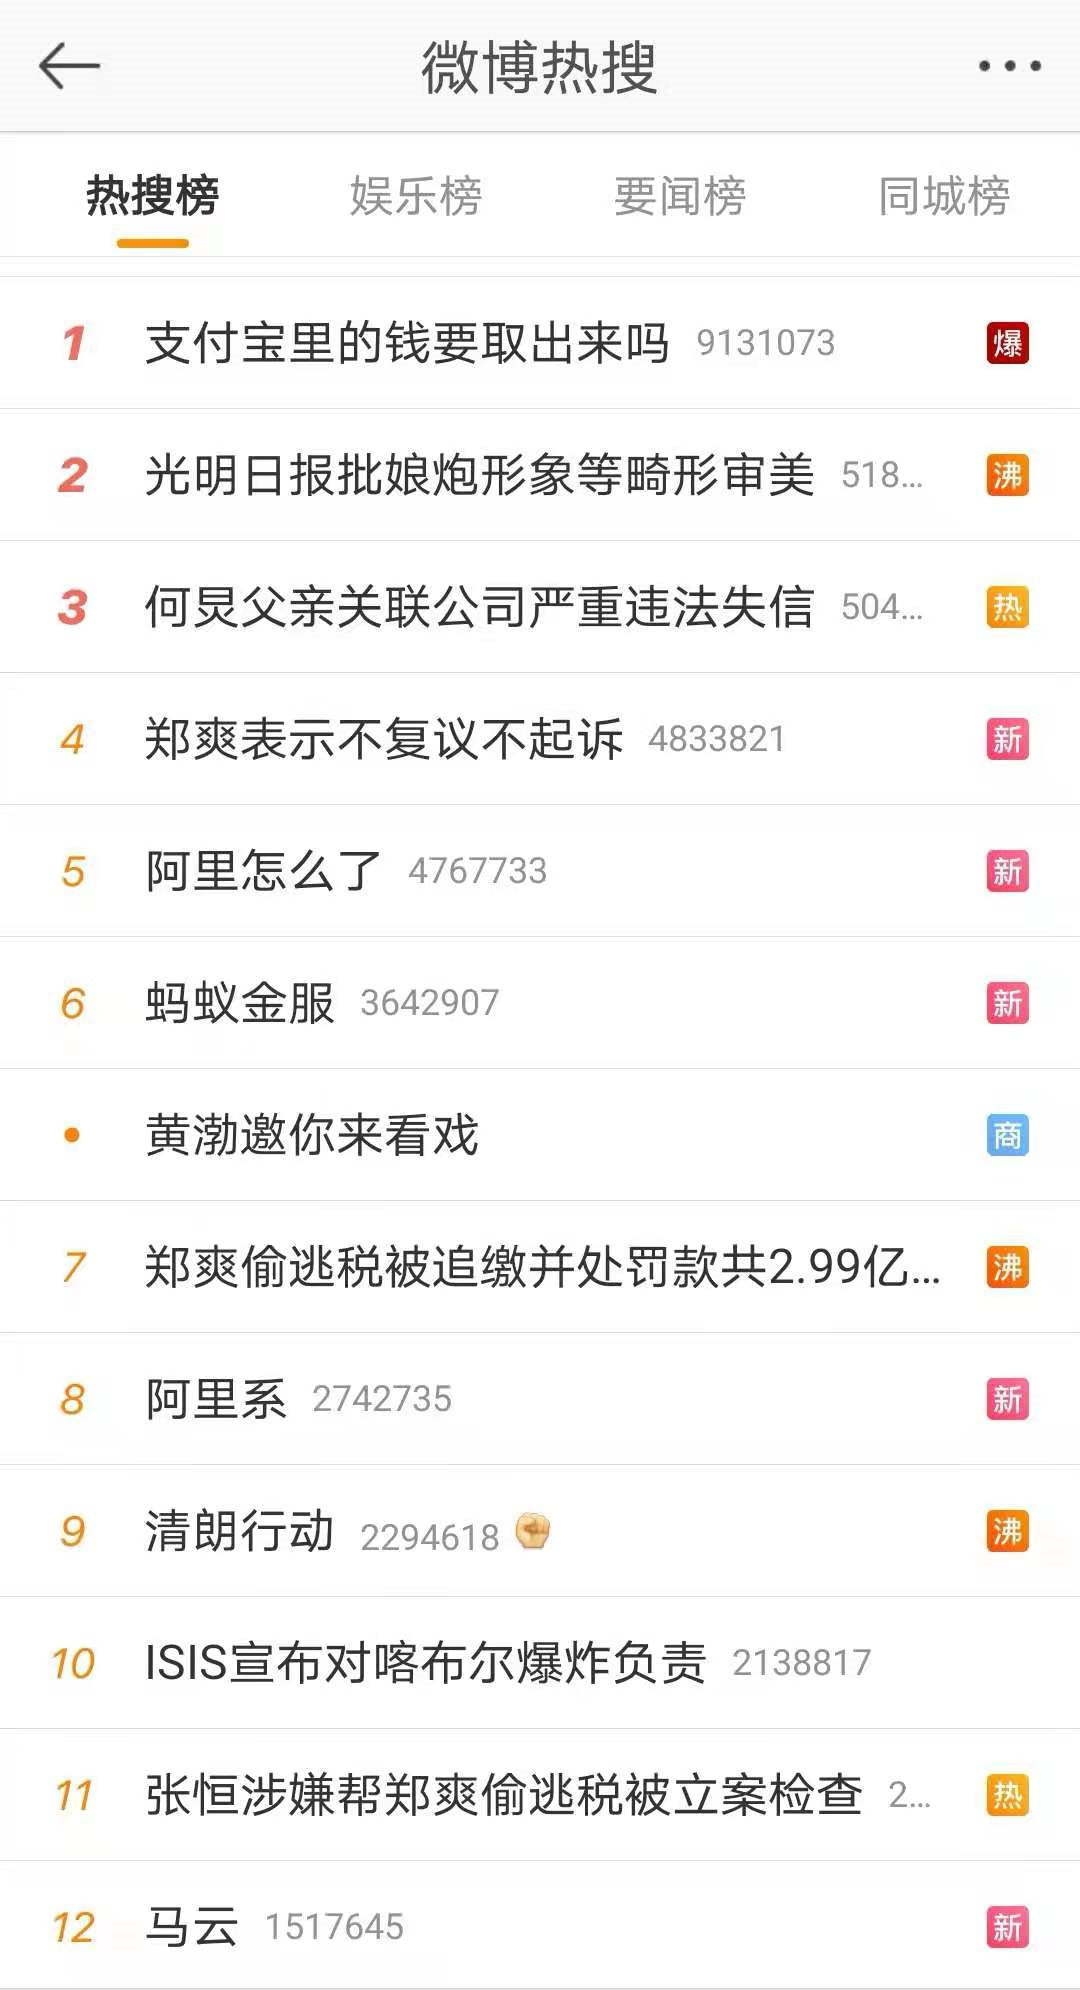 微博热搜
热搜榜 娱乐榜 要闻榜 同城榜
1 支付宝里的钱要取出来吗 9131073 爆
2 光明日报批娘炮形象等畸形审美 518... 沸
3 何炅父亲关联公司严重违法失信 504... 热
4 郑爽表示不复议不起诉 4833821 新
5 阿里怎么了 4767733 新
6 蚂蚁金服 3642907 新
• 黄渤邀你来看戏 商
7 郑爽偷逃税被追缴并处罚款共2.99亿... 沸
8 阿里系 2742735 新
9 清朗行动 2294618 ✊ 沸
10 ISIS宣布对喀布尔爆炸负责 2138817
11 张恒涉嫌帮郑爽偷逃税被立案检查 2... 热
12 马云 1517645 新